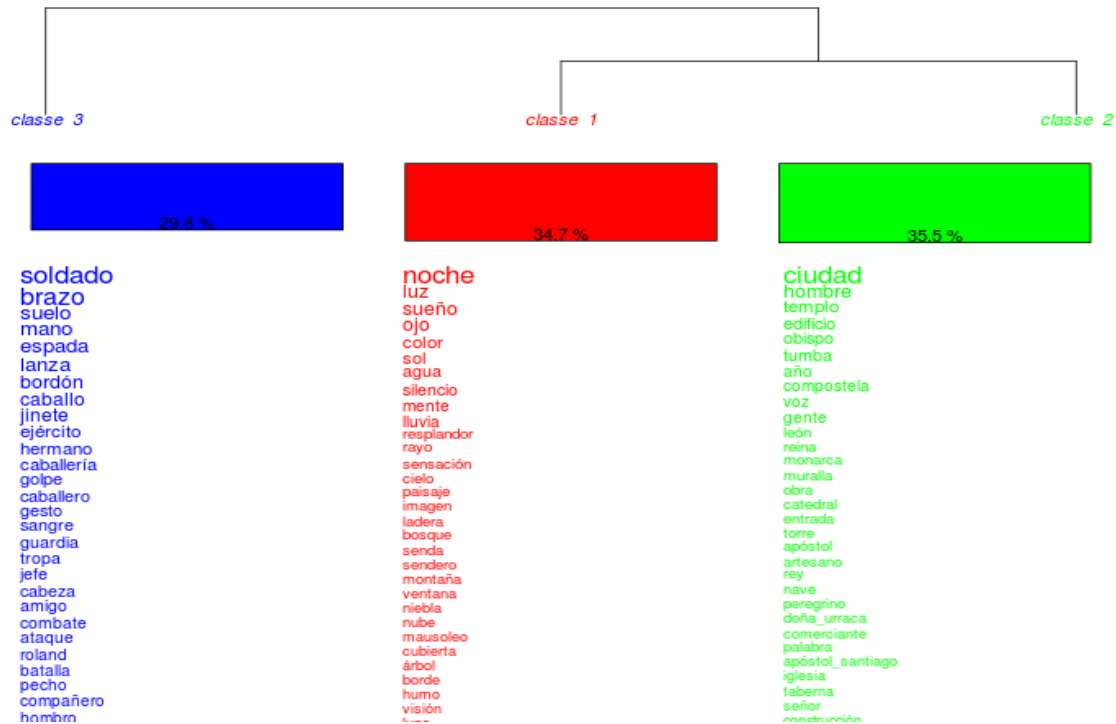 classe 3
classe 1
classe 2
29.8 %
34.7 %
35.5 %
soldado
brazo
suelo
mano
espada
lanza
bordón
caballo
jinete
ejército
hermano
caballería
golpe
caballero
gesto
sangre
guardia
tropa
jefe
cabeza
amigo
combate
ataque
roland
batalla
pecho
compañero
hombro
noche
luz
sueño
ojo
color
sol
agua
silencio
mente
lluvia
resplandor
rayo
sensación
cielo
paisaje
imagen
ladera
bosque
senda
sendero
montaña
ventana
niebla
nube
mausoleo
cubierta
árbol
borde
humo
visión
ciudad
hombre
templo
edificio
obispo
tumba
año
compostela
voz
gente
león
reina
monarca
muralla
obra
catedral
entrada
torre
apóstol
artesano
rey
nave
peregrino
doña_urraca
comerciante
palabra
apóstol_santiago
iglesia
taberna
señor
construcción